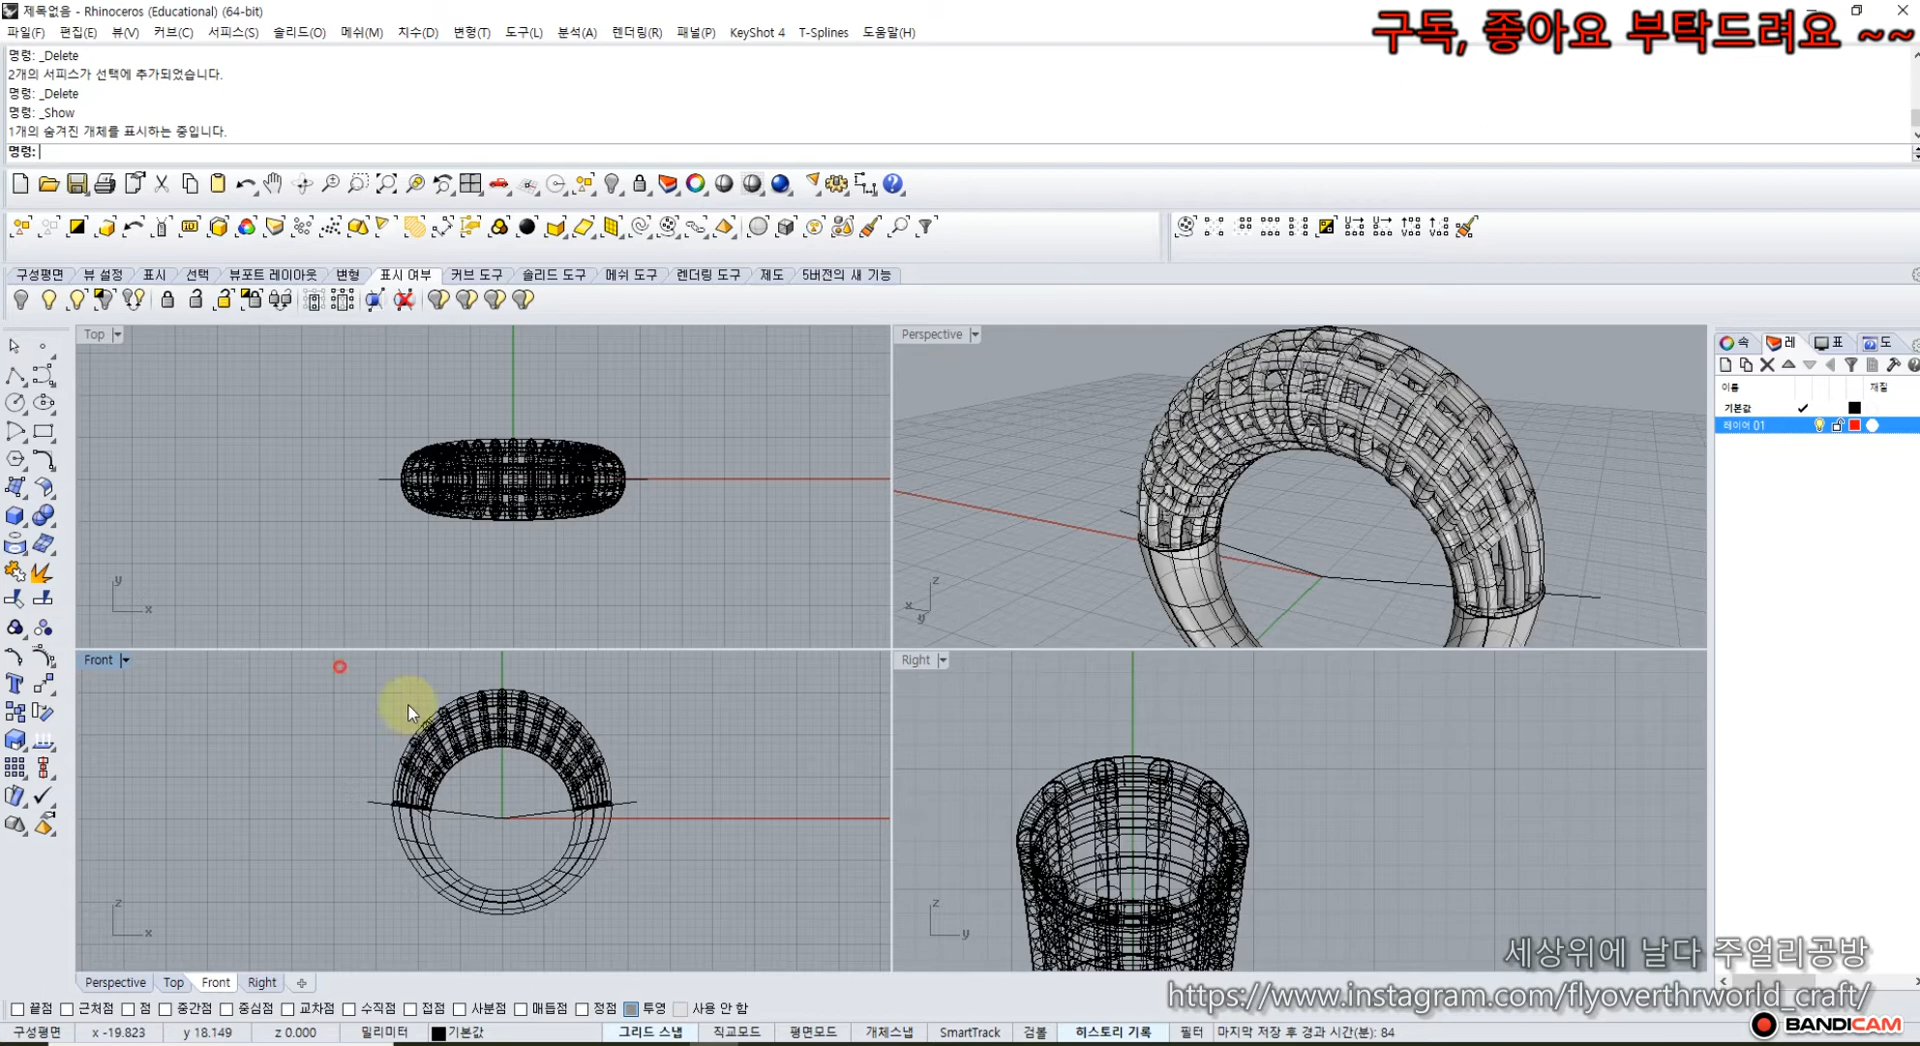 제목없음 - Rhinoceros (Educational) (64-bit)
구독, 좋아요 부탁드려요 ~~
파일(F) 편집(E) 뷰(V) 커브(C) 서피스(S) 솔리드(O) 메쉬(M) 치수(D) 변형(T) 도구(L) 분석(A) 렌더링(R) 패널(P) KeyShot 4 T-Splines 도움말(H)
명령: _Delete
2개의 서피스가 선택에 추가되었습니다.
명령: _Delete
명령: _Show
1개의 숨겨진 개체를 표시하는 중입니다.
명령:
구성평면 뷰 설정 표시 선택 뷰포트 레이아웃 변형 표시 여부 커브 도구 솔리드 도구 메쉬 도구 렌더링 도구 제도 5버전의 새 기능
Top
Perspective
속 레 표 도
이름 재질
기본값
레이어 01
y
x
z
x
y
Front
Right
z
x
z
y
세상위에 날다 주얼리공방
Perspective Top Front Right
https://www.instagram.com/flyoverthrworld_craft/
끝점 근처점 점 중간점 중심점 교차점 수직점 접점 사분점 매듭점 정점 투영 사용 안 함
구성평면 x -19.823 y 18.149 z 0.000 밀리미터 기본값 그리드 스냅 직교모드 평면모드 개체스냅 SmartTrack 검볼 히스토리 기록 필터 마지막 저장 후 경과 시간(분): 84
BANDICAM